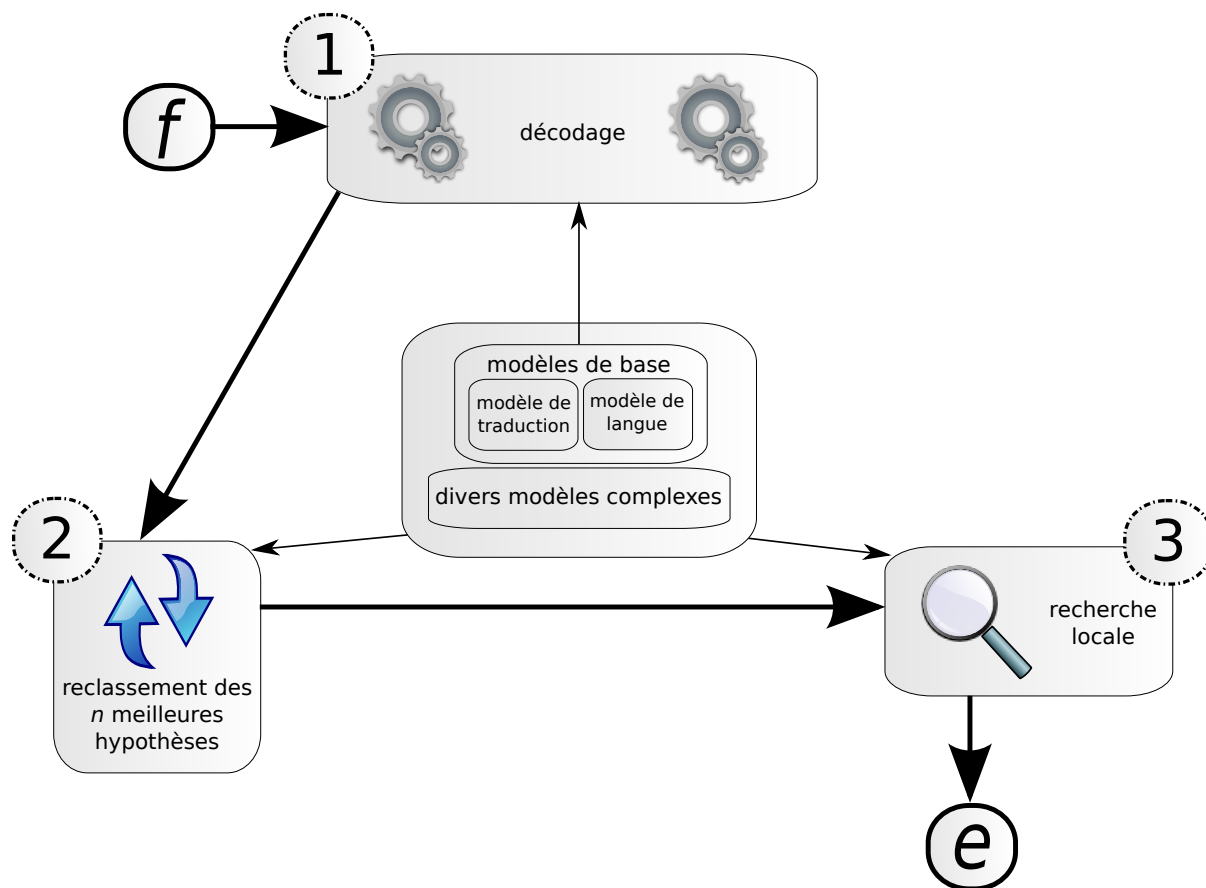 1
f
décodage
modèles de base
modèle de
traduction
modèle de
langue
divers modèles complexes
2
reclassement des
n meilleures
hypothèses
3
recherche
locale
e